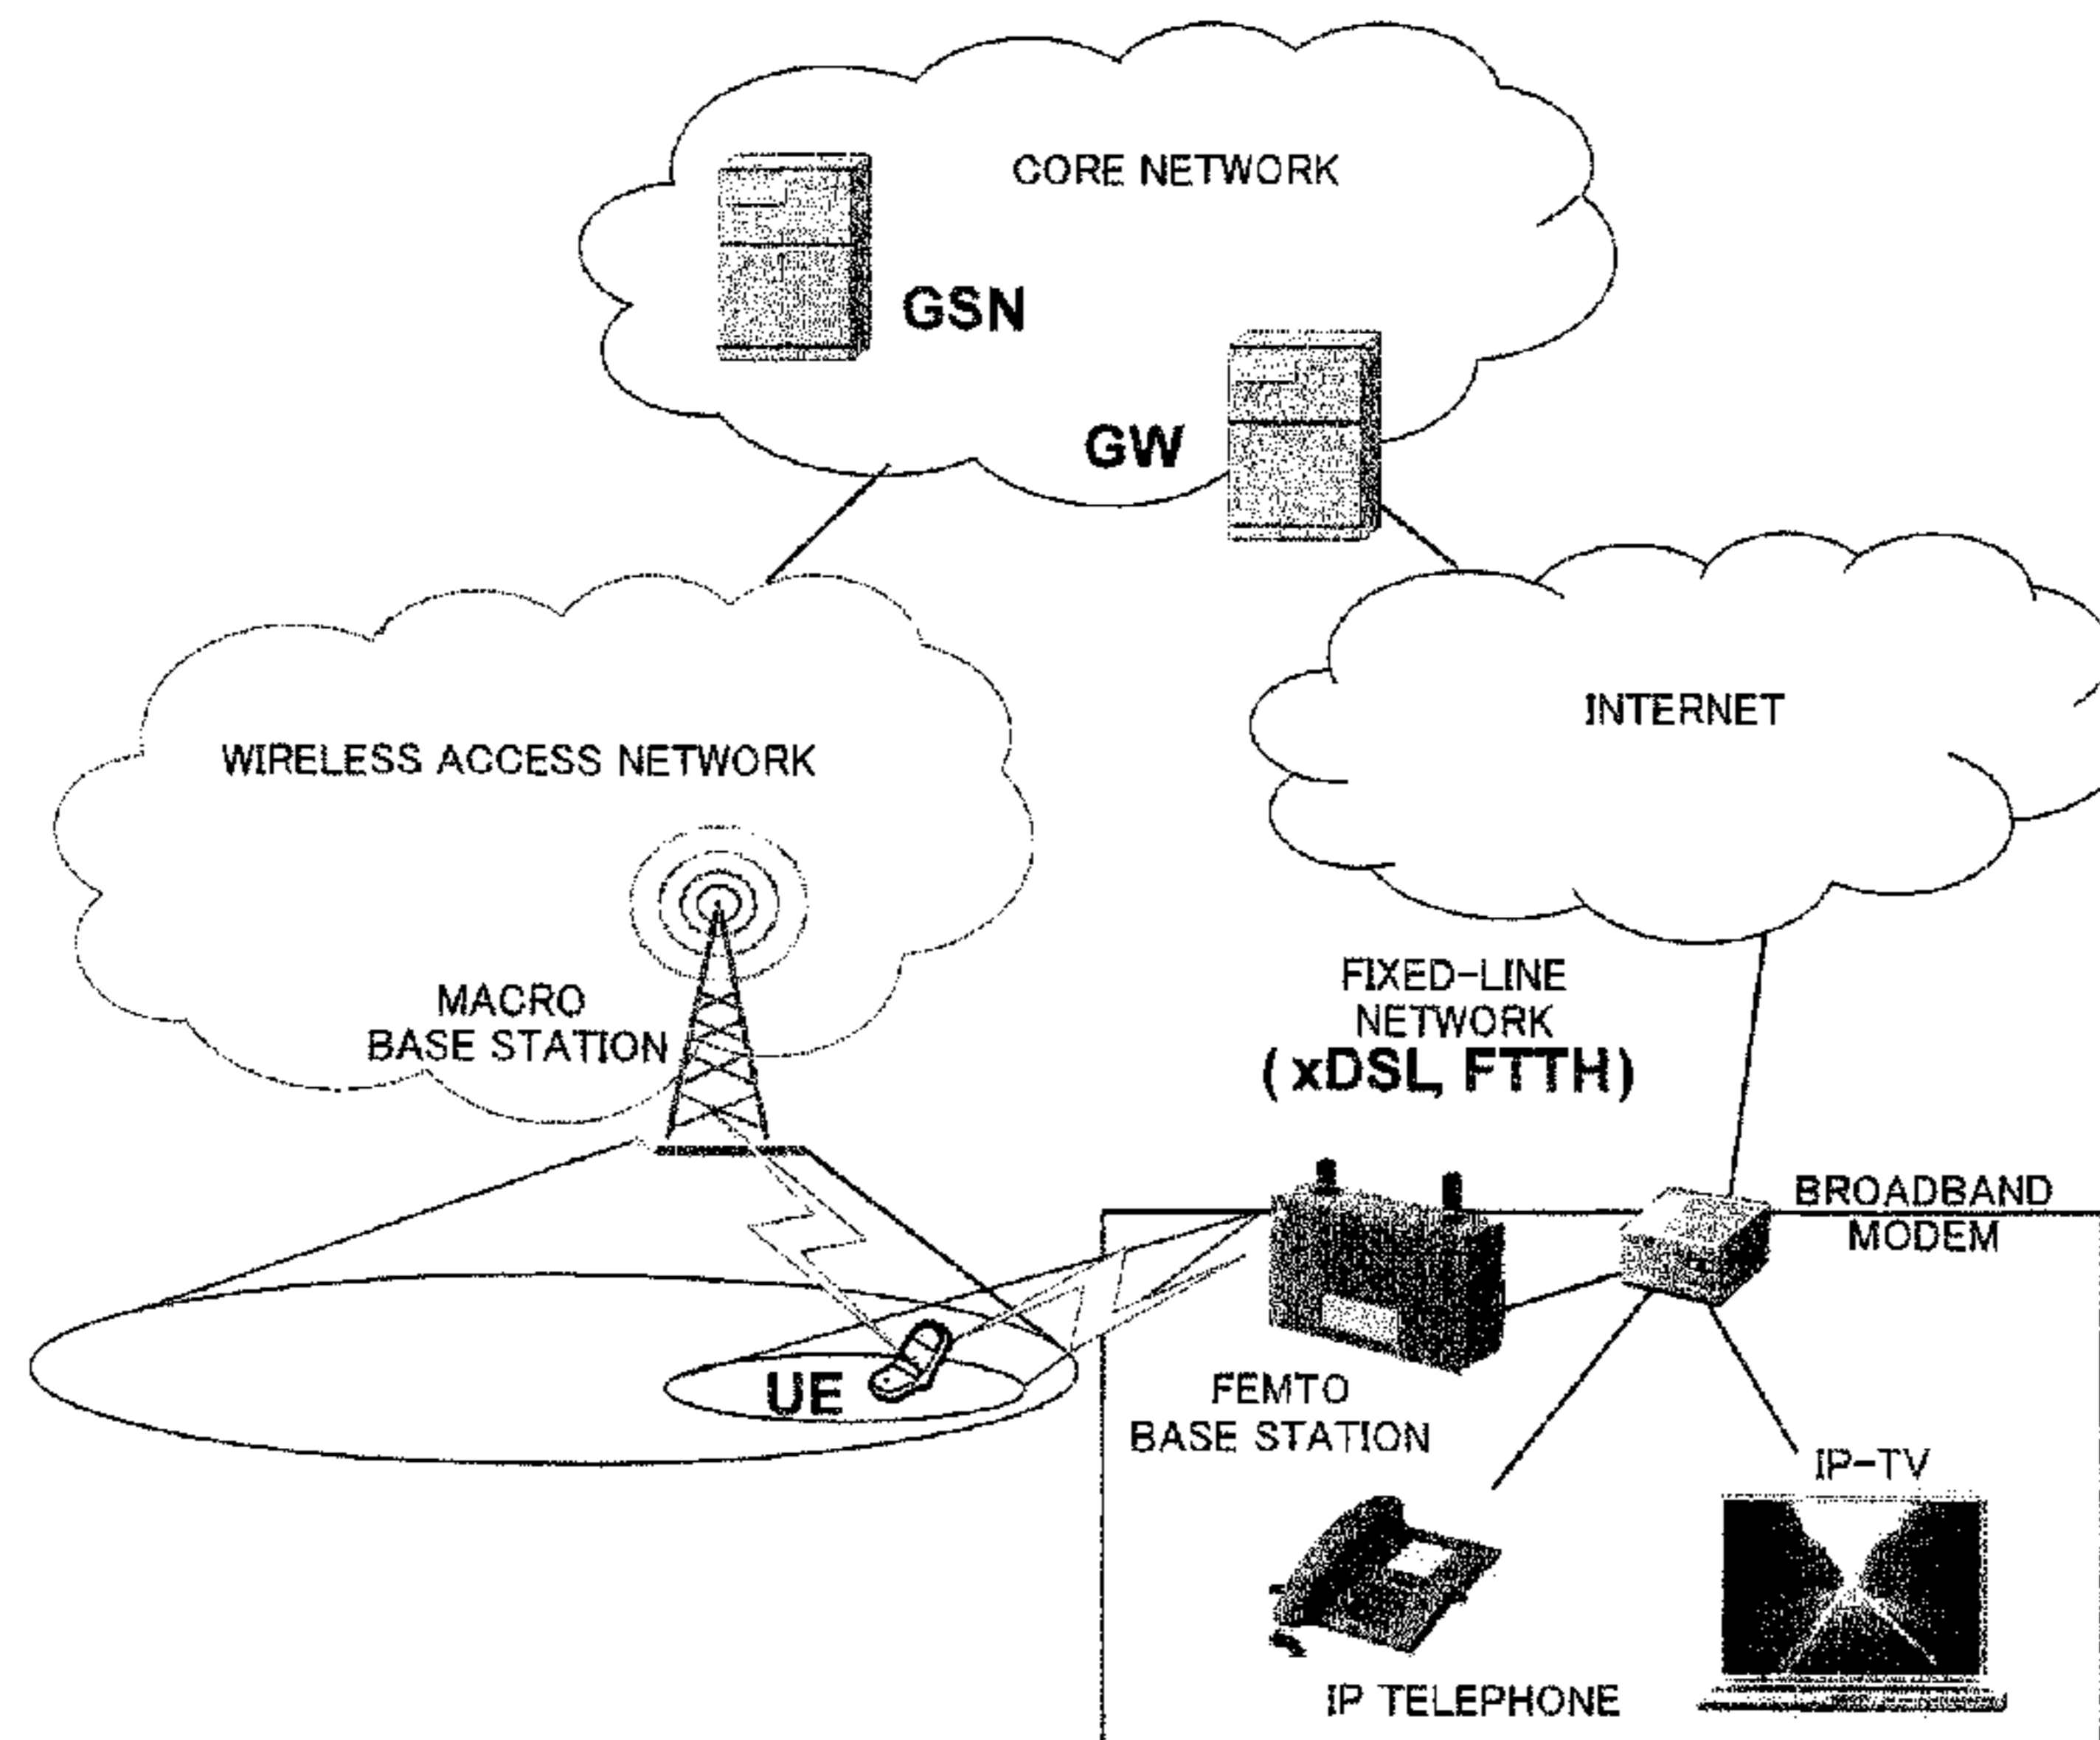 CORE NETWORK
GSN
GW
INTERNET
WIRELESS ACCESS NETWORK
MACRO
BASE STATION
FIXED-LINE
NETWORK
(xDSL, FTTH)
BROADBAND
MODEM
UE
FEMTO
BASE STATION
IP-TV
IP TELEPHONE